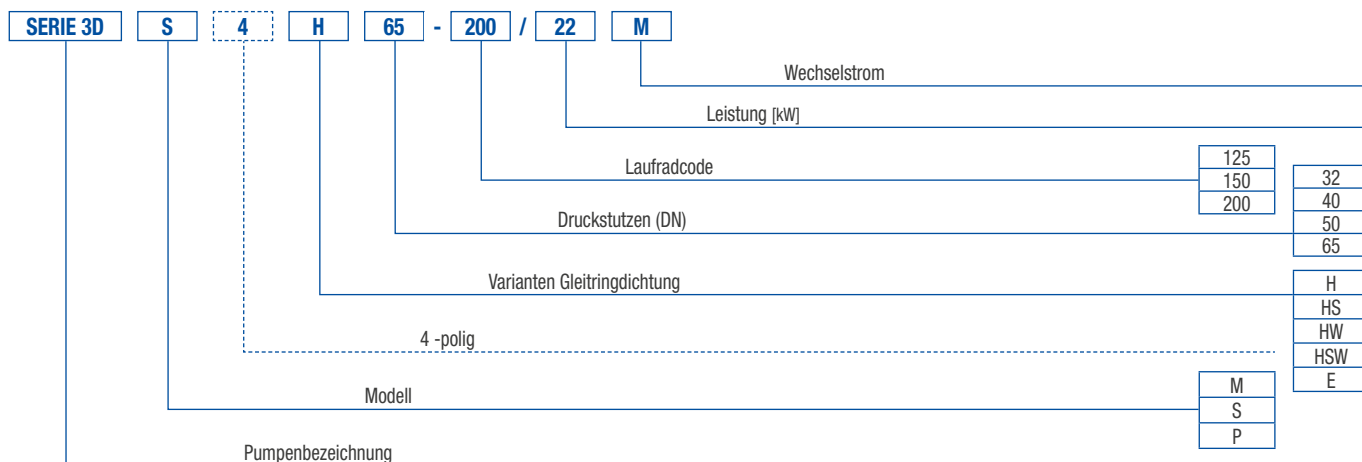 SERIE 3D S 4 H 65 - 200 / 22 M
Wechselstrom
Leistung [kW]
Laufradcode
125
150
200
Druckstutzen (DN)
32
40
50
65
Varianten Gleitringdichtung
H
HS
HW
HSW
E
4 -polig
Modell
M
S
P
Pumpenbezeichnung